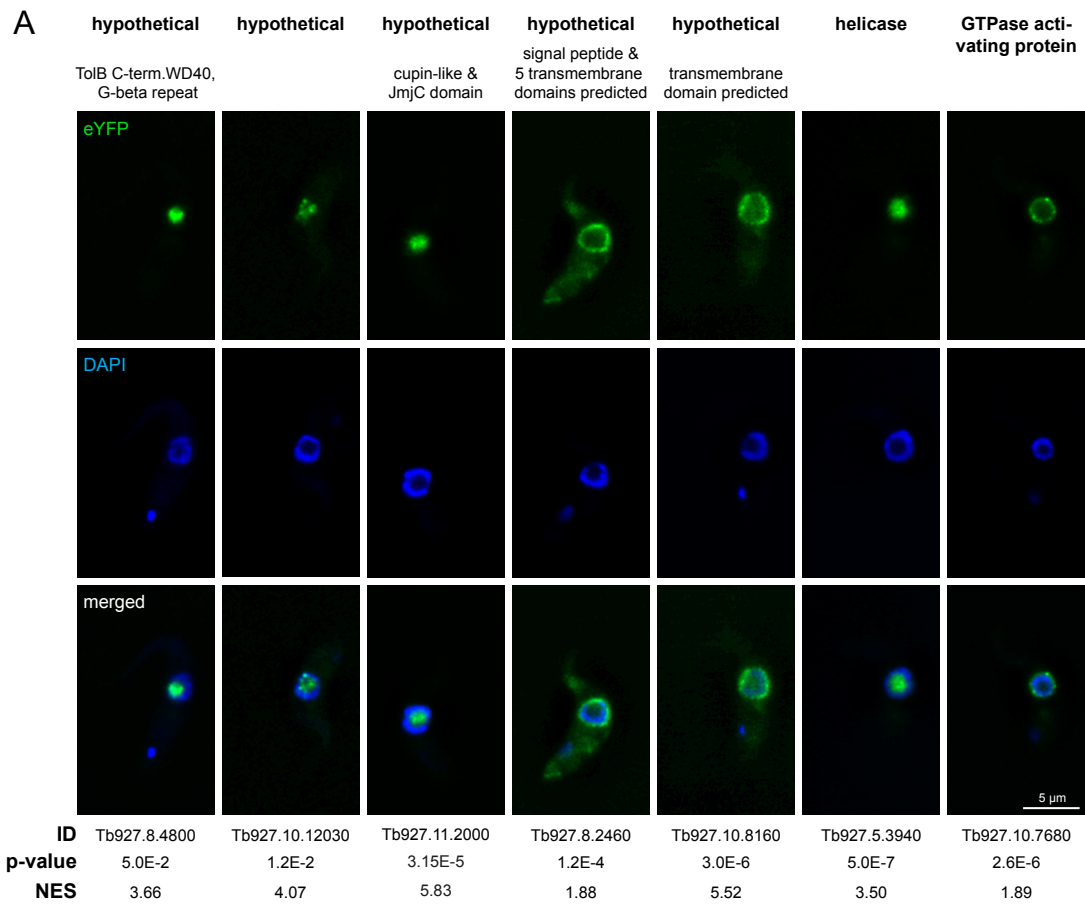 A
hypothetical hypothetical hypothetical hypothetical hypothetical helicase GTPase acti-
vating protein
TolB C-term.WD40,
G-beta repeat
cupin-like &
JmjC domain
signal peptide &
5 transmembrane
domains predicted
transmembrane
domain predicted
eYFP
DAPI
merged
5 µm
ID Tb927.8.4800 Tb927.10.12030 Tb927.11.2000 Tb927.8.2460 Tb927.10.8160 Tb927.5.3940 Tb927.10.7680
p-value 5.0E-2 1.2E-2 3.15E-5 1.2E-4 3.0E-6 5.0E-7 2.6E-6
NES 3.66 4.07 5.83 1.88 5.52 3.50 1.89